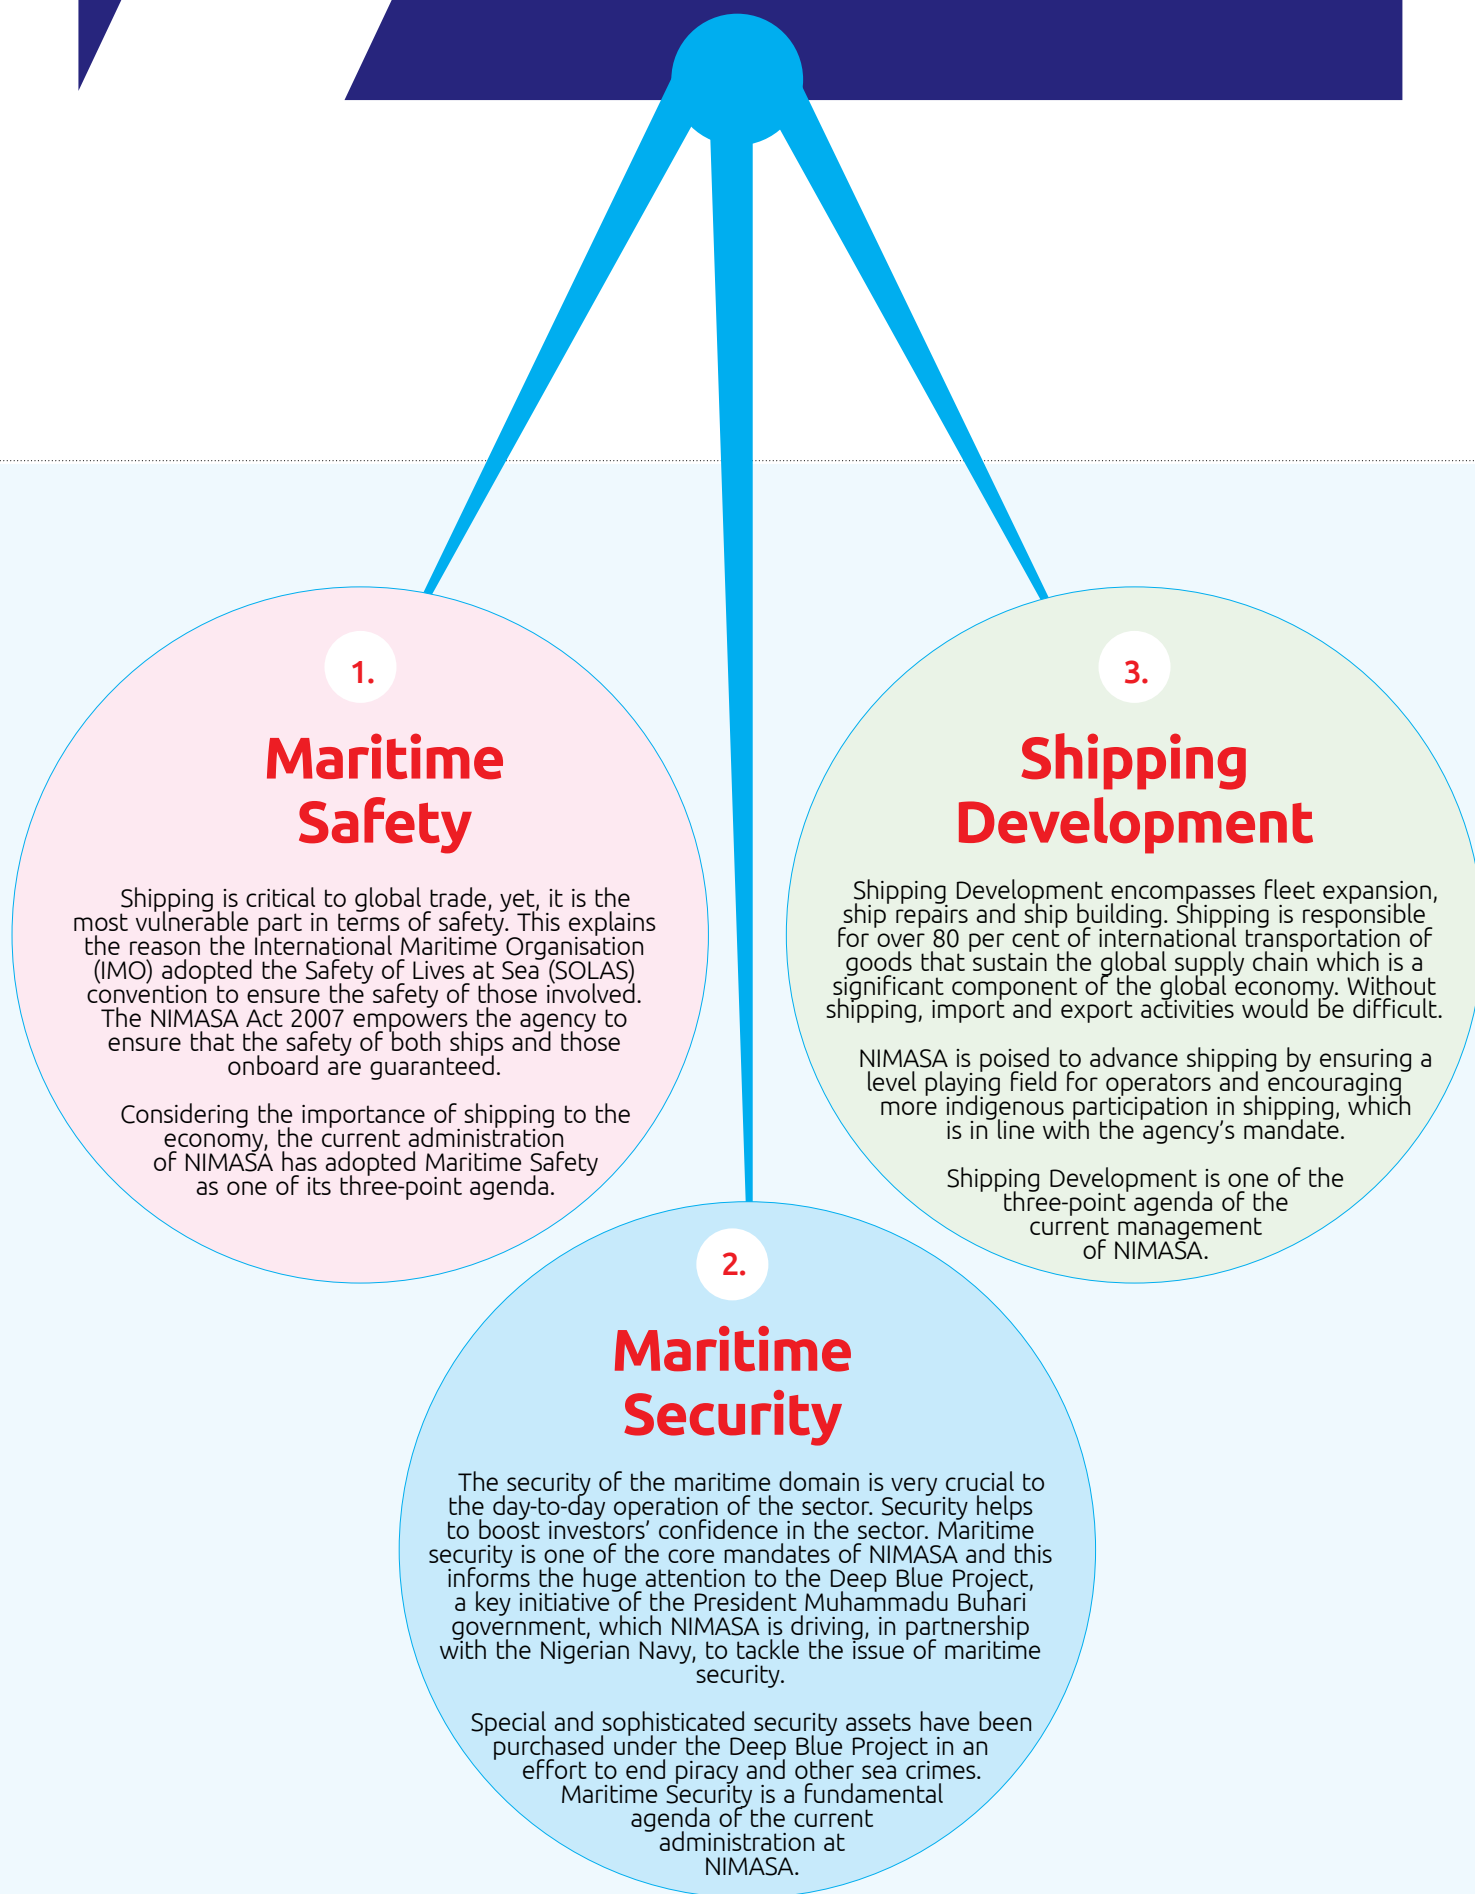 1.
Maritime
Safety
Shipping is critical to global trade, yet, it is the
most vulnerable part in terms of safety. This explains
the reason the International Maritime Organisation
(IMO) adopted the Safety of Lives at Sea (SOLAS)
convention to ensure the safety of those involved.
The NIMASA Act 2007 empowers the agency to
ensure that the safety of both ships and those
onboard are guaranteed.
Considering the importance of shipping to the
economy, the current administration
of NIMASA has adopted Maritime Safety
as one of its three-point agenda.
2.
Maritime
Security
The security of the maritime domain is very crucial to
the day-to-day operation of the sector. Security helps
to boost investors’ confidence in the sector. Maritime
security is one of the core mandates of NIMASA and this
informs the huge attention to the Deep Blue Project,
a key initiative of the President Muhammadu Buhari
government, which NIMASA is driving, in partnership
with the Nigerian Navy, to tackle the issue of maritime
security.
Special and sophisticated security assets have been
purchased under the Deep Blue Project in an
effort to end piracy and other sea crimes.
Maritime Security is a fundamental
agenda of the current
administration at
NIMASA.
3.
Shipping
Development
Shipping Development encompasses fleet expansion,
ship repairs and ship building. Shipping is responsible
for over 80 per cent of international transportation of
goods that sustain the global supply chain which is a
significant component of the global economy. Without
shipping, import and export activities would be difficult.
NIMASA is poised to advance shipping by ensuring a
level playing field for operators and encouraging
more indigenous participation in shipping, which
is in line with the agency’s mandate.
Shipping Development is one of the
three-point agenda of the
current management
of NIMASA.